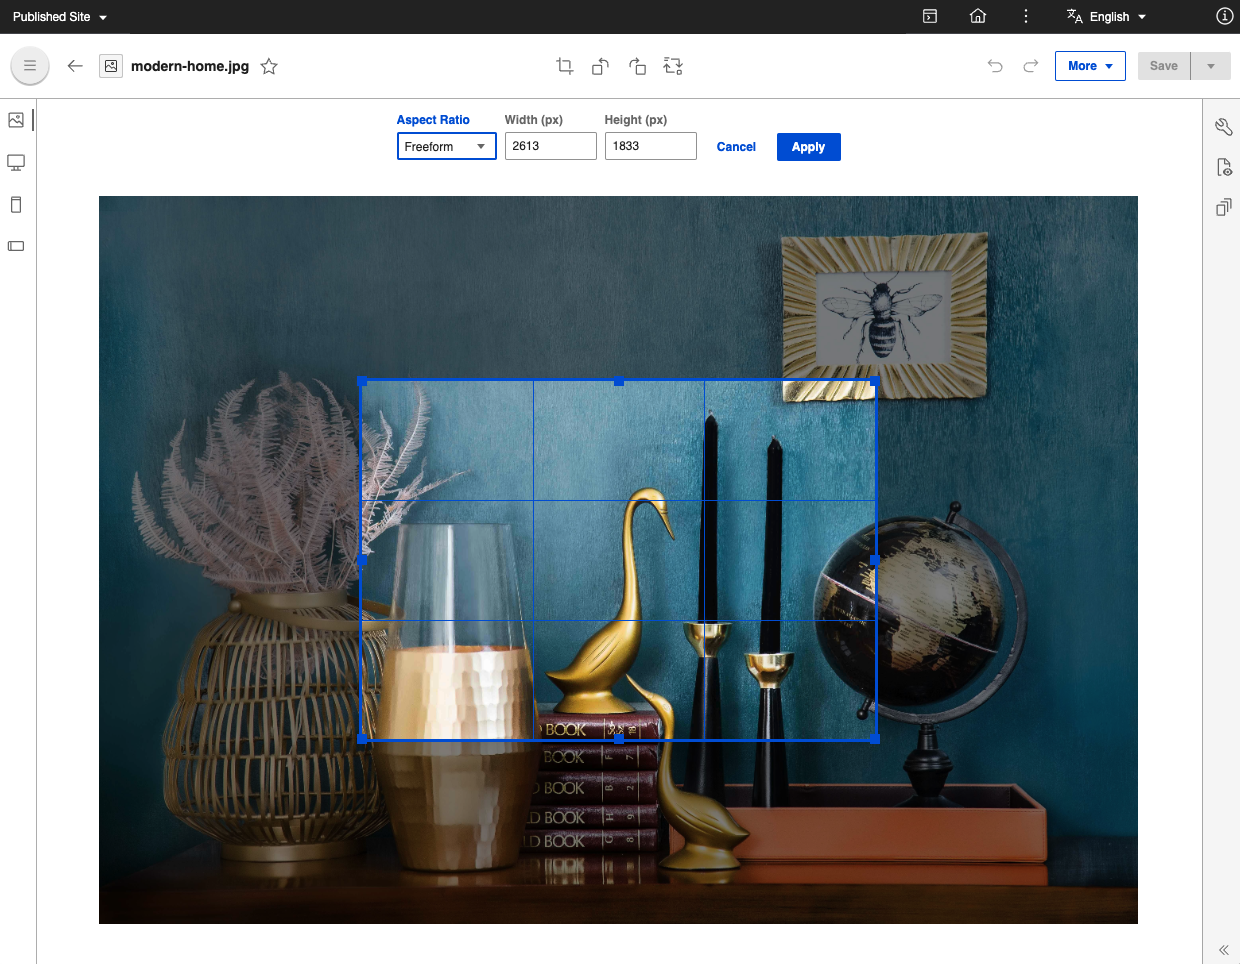 Published Site
English
modern-home.jpg
More
Save
Aspect Ratio
Width (px)
Height (px)
Freeform
2613
1833
Cancel
Apply
BOOK
BOOK
D BOOK
D BOOK
LD BOOK